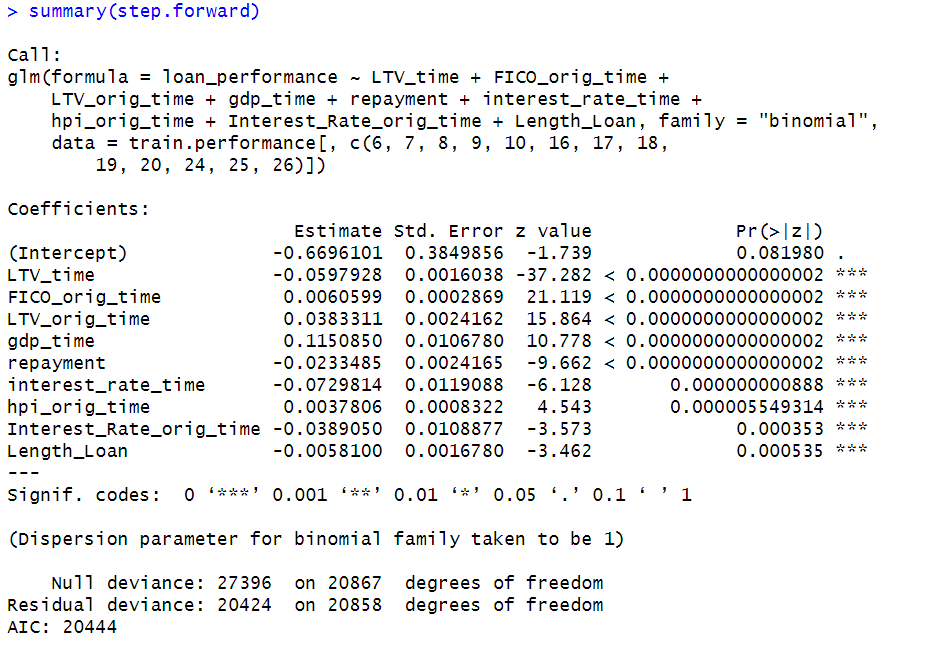 > summary(step.forward)

Call:
glm(formula = loan_performance ~ LTV_time + FICO_orig_time +
    LTV_orig_time + gdp_time + repayment + interest_rate_time +
    hpi_orig_time + Interest_Rate_orig_time + Length_Loan, family = "binomial",
    data = train.performance[, c(6, 7, 8, 9, 10, 16, 17, 18,
        19, 20, 24, 25, 26)])

Coefficients:
                          Estimate Std. Error z value             Pr(>|z|)
(Intercept)             -0.6696101  0.3849856  -1.739             0.081980 .
LTV_time                -0.0597928  0.0016038 -37.282 < 0.0000000000000002 ***
FICO_orig_time           0.0060599  0.0002869  21.119 < 0.0000000000000002 ***
LTV_orig_time            0.0383311  0.0024162  15.864 < 0.0000000000000002 ***
gdp_time                 0.1150850  0.0106780  10.778 < 0.0000000000000002 ***
repayment               -0.0233485  0.0024165  -9.662 < 0.0000000000000002 ***
interest_rate_time      -0.0729814  0.0119088  -6.128       0.000000000888 ***
hpi_orig_time            0.0037806  0.0008322   4.543       0.000005549314 ***
Interest_Rate_orig_time -0.0389050  0.0108877  -3.573             0.000353 ***
Length_Loan             -0.0058100  0.0016780  -3.462             0.000535 ***
---
Signif. codes:  0 ‘***’ 0.001 ‘**’ 0.01 ‘*’ 0.05 ‘.’ 0.1 ‘ ’ 1

(Dispersion parameter for binomial family taken to be 1)

    Null deviance: 27396  on 20867  degrees of freedom
Residual deviance: 20424  on 20858  degrees of freedom
AIC: 20444